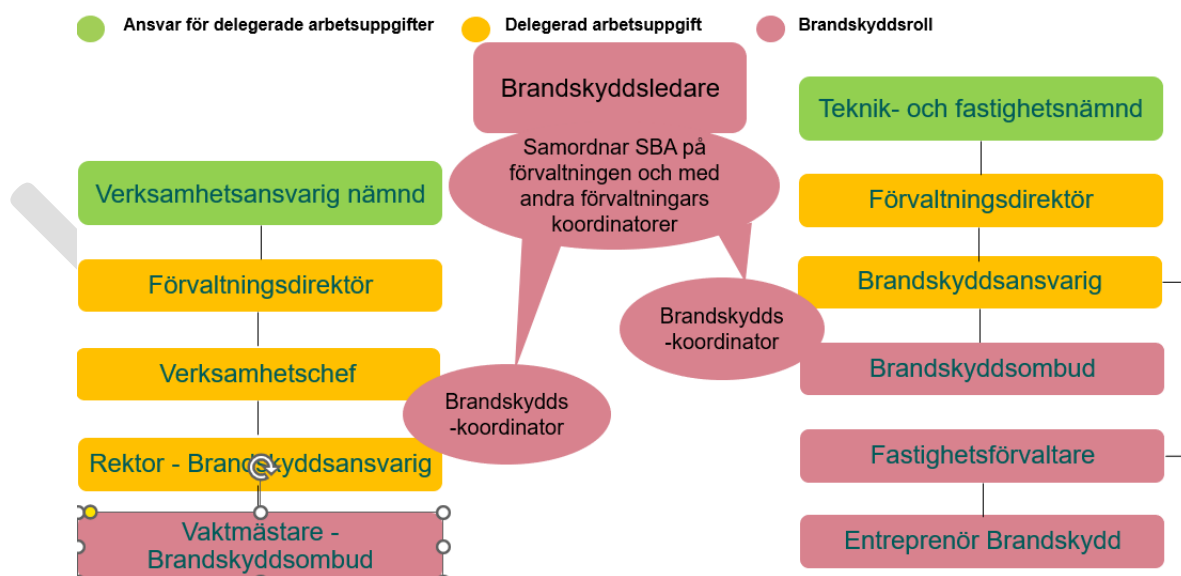 Ansvar för delegerade arbetsuppgifter
Delegerad arbetsuppgift
Brandskyddsroll
Brandskyddsledare
Samordnar SBA på
förvaltningen och med
andra förvaltningars
koordinatorer
Verksamhetsansvarig nämnd
Förvaltningsdirektör
Verksamhetschef
Rektor - Brandskyddsansvarig
Vaktmästare -
Brandskyddsombud
Brandskydds
-koordinator
Brandskydds
-koordinator
Teknik- och fastighetsnämnd
Förvaltningsdirektör
Brandskyddsansvarig
Brandskyddsombud
Fastighetsförvaltare
Entreprenör Brandskydd